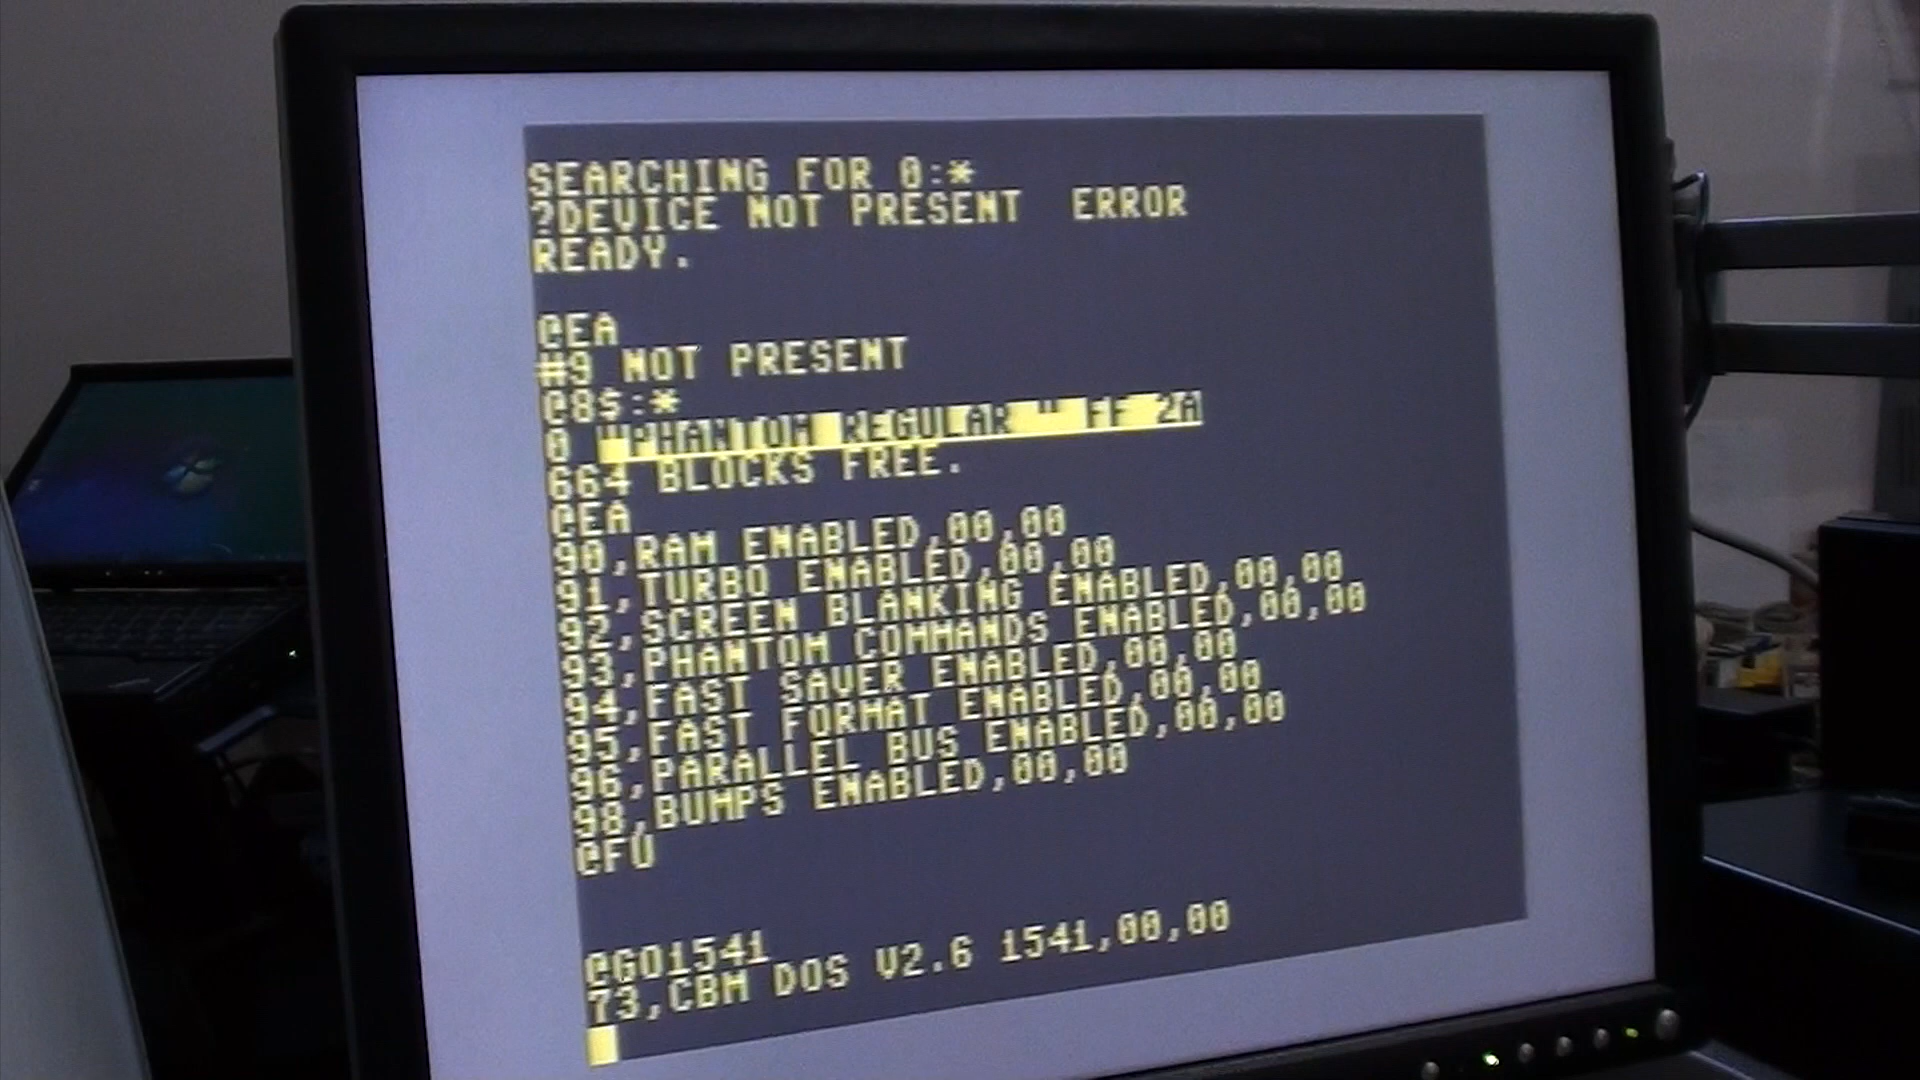 SEARCHING FOR 0:*
?DEVICE NOT PRESENT  ERROR
READY.
@EA
#9 NOT PRESENT
@8$:*
0 "PHANTOM REGULAR " FF 2A
664 BLOCKS FREE.
@EA
90,RAM ENABLED,00,00
91,TURBO ENABLED,00,00
92,SCREEN BLANKING ENABLED,00,00
93,PHANTOM COMMANDS ENABLED,00,00
94,FAST SAVER ENABLED,00,00
95,FAST FORMAT ENABLED,00,00
96,PARALLEL BUS ENABLED,00,00
98,BUMPS ENABLED,00,00
@FU
@GO1541
73,CBM DOS V2.6 1541,00,00